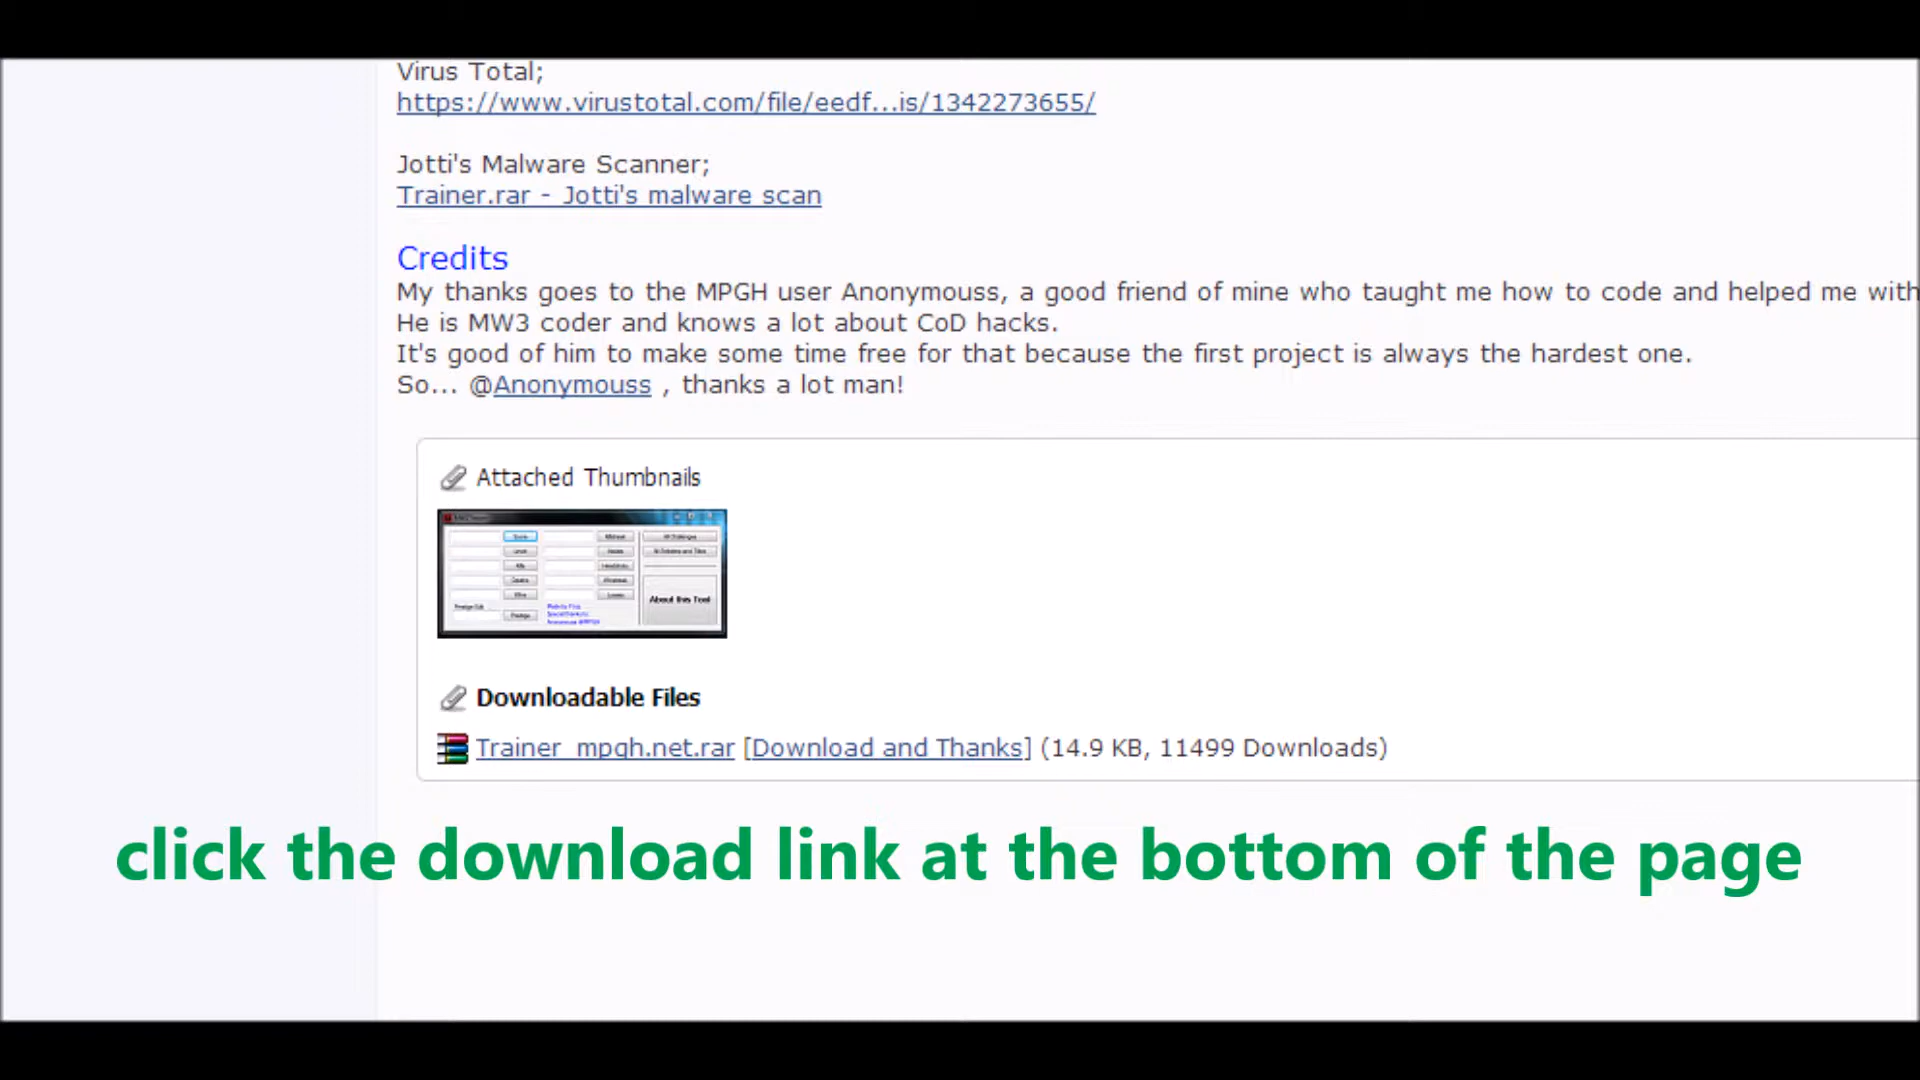 Virus Total;
https://www.virustotal.com/file/eedf...is/1342273655/
Jotti's Malware Scanner;
Trainer.rar - Jotti's malware scan
Credits
My thanks goes to the MPGH user Anonymouss, a good friend of mine who taught me how to code and helped me with
He is MW3 coder and knows a lot about CoD hacks.
It's good of him to make some time free for that because the first project is always the hardest one.
So... @Anonymouss , thanks a lot man!
Attached Thumbnails
About this Tool
Downloadable Files
Trainer_mpgh.net.rar [Download and Thanks] (14.9 KB, 11499 Downloads)
click the download link at the bottom of the page